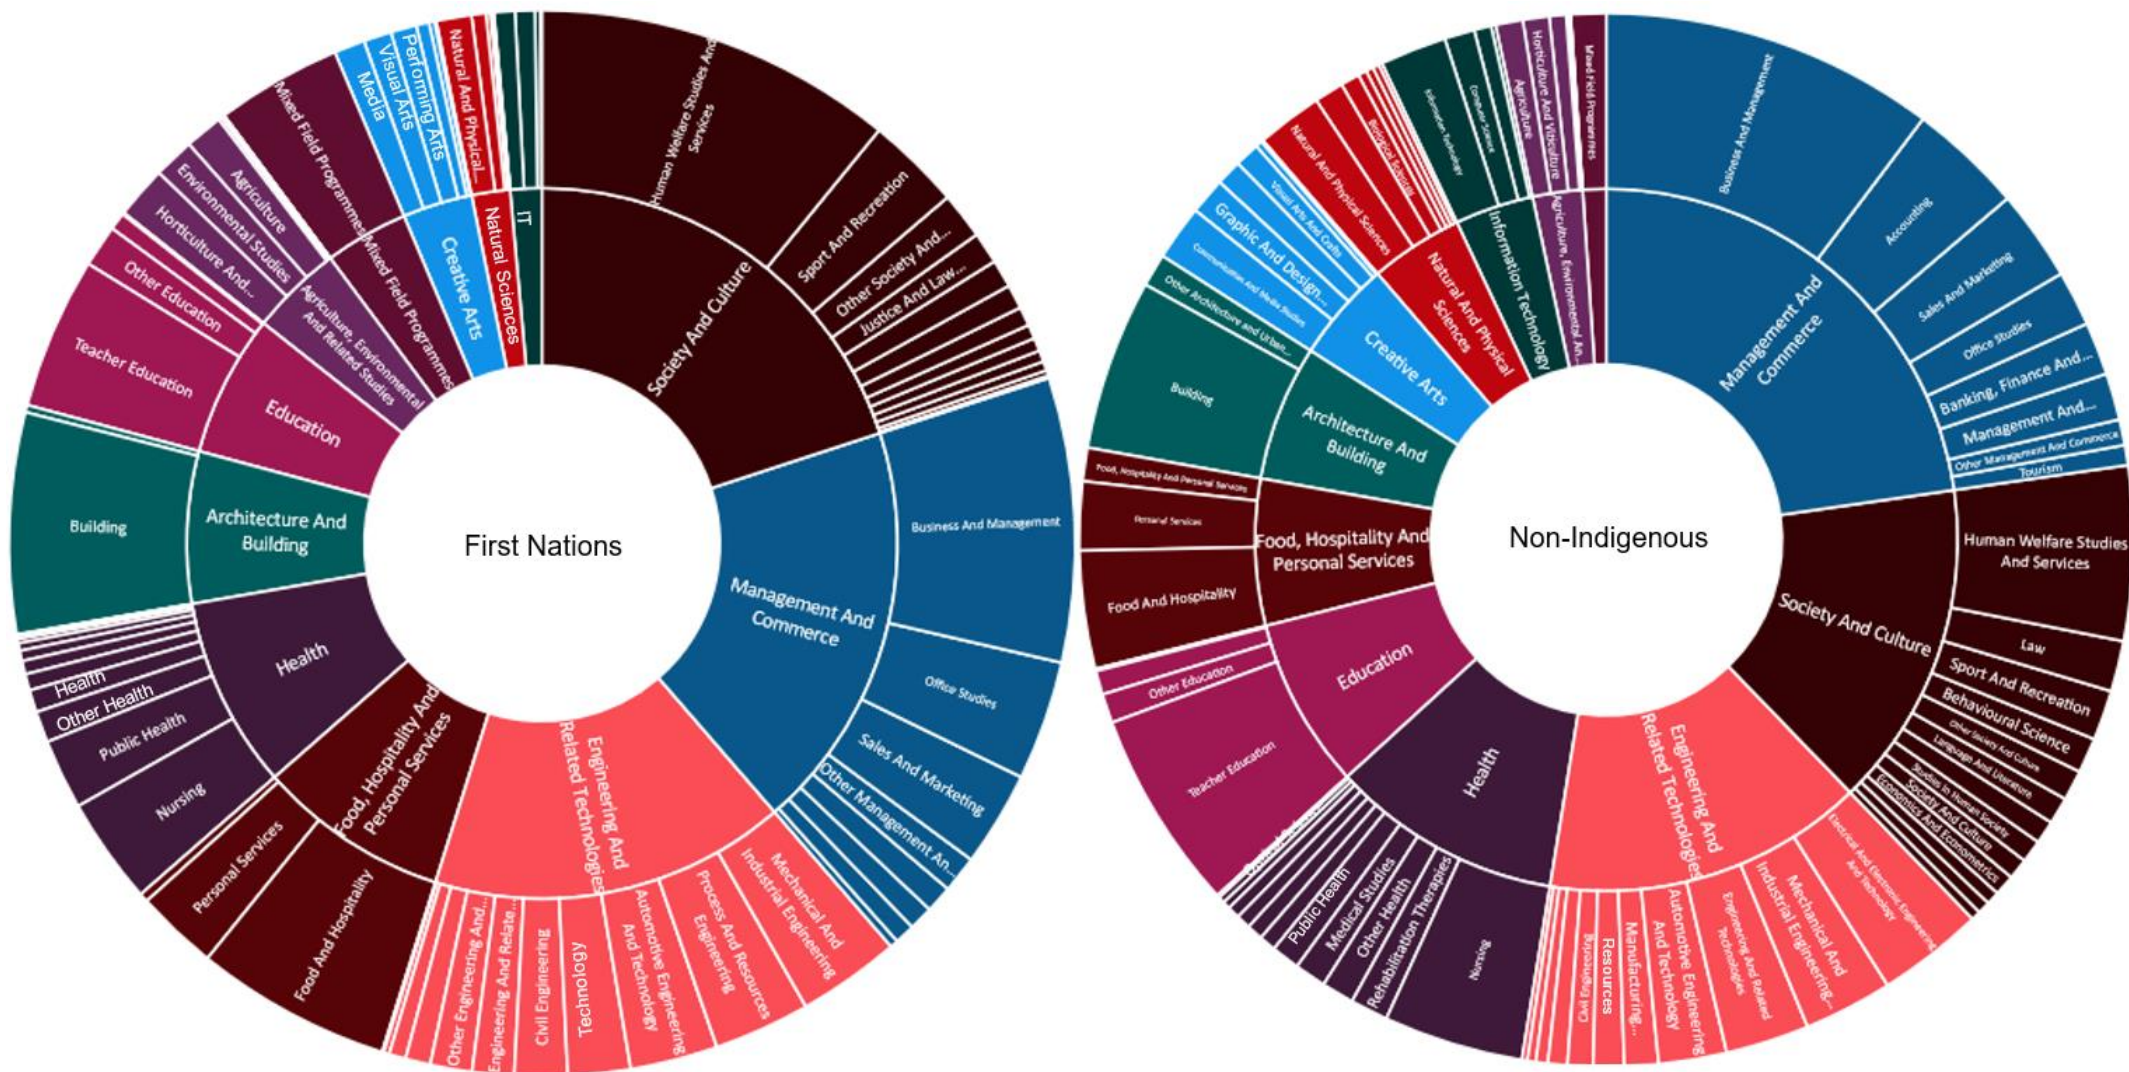 First Nations
Society And Culture
Human Welfare Studies And
Services
Sport And Recreation
Other Society And...
Justice And Law...
Management And
Commerce
Business And Management
Office Studies
Sales And Marketing
Other Management An...
Engineering And
Related Technologies
Mechanical And
Industrial Engineering
Process And Resources
Engineering
Automotive Engineering
And Technology
Technology
Civil Engineering
Engineering And Relate...
Other Engineering And...
Food, Hospitality And
Personal Services
Food And Hospitality
Personal Services
Health
Nursing
Public Health
Other Health
Health
Architecture And
Building
Building
Education
Teacher Education
Other Education
Agriculture, Environmental
And Related Studies
Horticulture And...
Environmental Studies
Agriculture
Mixed Field Programmes
Mixed Field Programmes
Creative Arts
Media
Visual Arts
Performing Arts
Natural Sciences
Natural And Physical...
IT
Non-Indigenous
Management And
Commerce
Business And Management
Accounting
Sales And Marketing
Office Studies
Banking, Finance And...
Management And...
Other Management And Commerce
Tourism
Society And Culture
Human Welfare Studies
And Services
Law
Sport And Recreation
Behavioural Science
Other Society And Culture
Language And Literature
Studies In Human Society
Society And Culture
Economics And Econometrics
Engineering And
Related Technologies
Electrical And Electronic Engineering
And Technology
Mechanical And
Industrial Engineering...
Engineering And Related
Technologies
Automotive Engineering
And Technology
Manufacturing...
Resources
Civil Engineering
Health
Nursing
Rehabilitation Therapies
Other Health
Medical Studies
Public Health
Education
Teacher Education
Other Education
Food, Hospitality And
Personal Services
Food And Hospitality
Personal Services
Food, Hospitality And Personal Services
Architecture And
Building
Building
Other Architecture and Urban...
Creative Arts
Communication and Media Studies
Graphic And Design...
Visual Arts And Crafts
Natural And Physical
Sciences
Natural And Physical Sciences
Biological Sciences
Information Technology
Information Technology
Computer Science
Agriculture, Environmental An...
Agriculture
Horticulture And Viticulture
Mixed Field Programmes